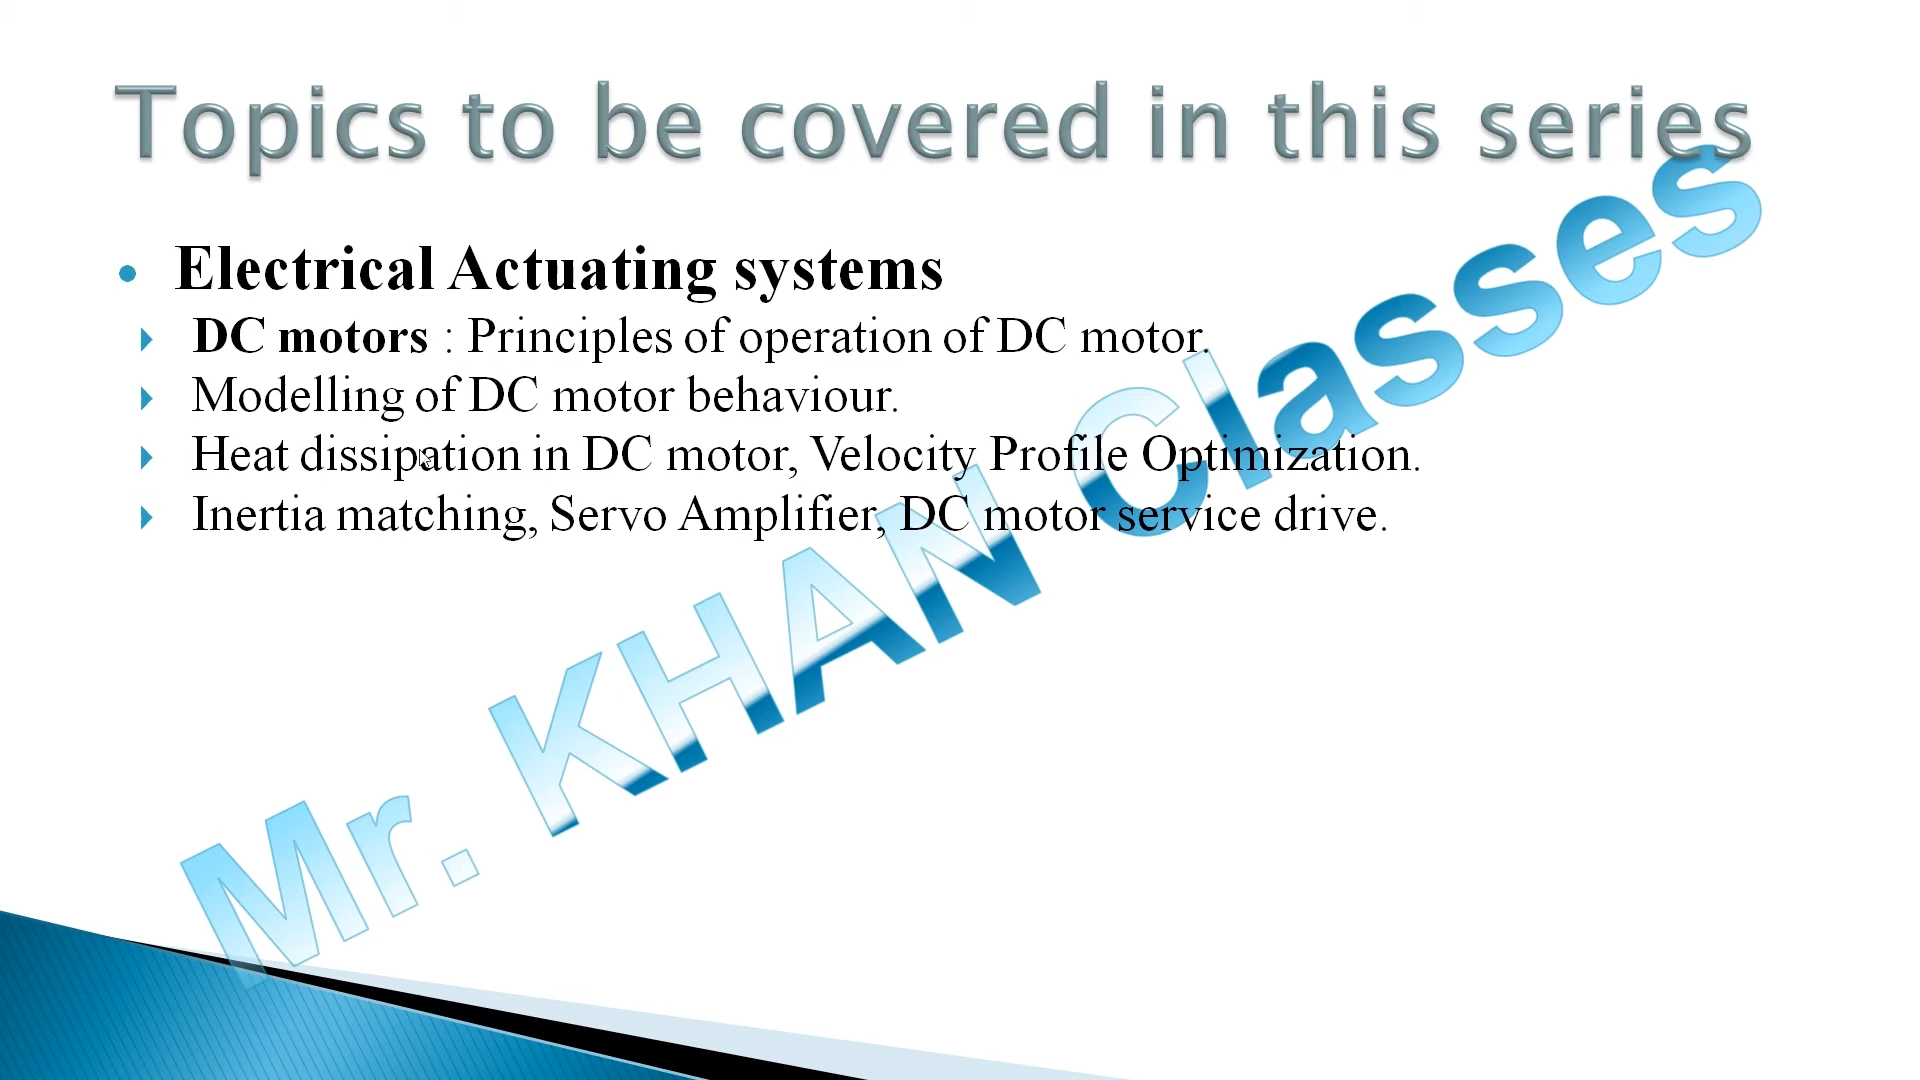 Topics to be covered in this series
• Electrical Actuating systems
DC motors : Principles of operation of DC motor.
Modelling of DC motor behaviour.
Heat dissipation in DC motor, Velocity Profile Optimization.
Inertia matching, Servo Amplifier, DC motor service drive.
Mr. KHAN Classes